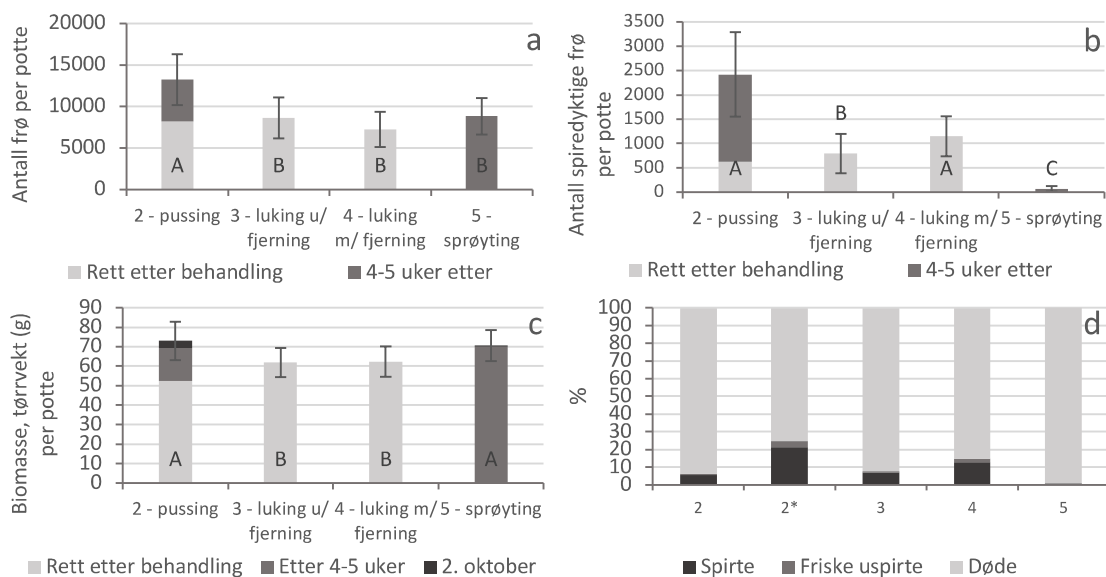 20000
15000
10000
5000
0
Antall frø per potte
a
A
B
B
B
2 - pussing
3 - luking u/
fjerning
4 - luking
m/ fjerning
5 -
sprøyting
Rett etter behandling
4-5 uker etter
3500
3000
2500
2000
1500
1000
500
0
Antall spiredyktige frø
per potte
b
A
B
A
C
2 - pussing
3 - luking u/
fjerning
4 - luking m/
fjerning
5 - sprøyting
Rett etter behandling
4-5 uker etter
90
80
70
60
50
40
30
20
10
0
Biomasse, tørrvekt (g)
per potte
c
A
B
B
A
2 - pussing
3 - luking u/
fjerning
4 - luking m/
fjerning
5 - sprøyting
Rett etter behandling
Etter 4-5 uker
2. oktober
100
90
80
70
60
50
40
30
20
10
0
%
d
2
2*
3
4
5
Spirte
Friske uspirte
Døde